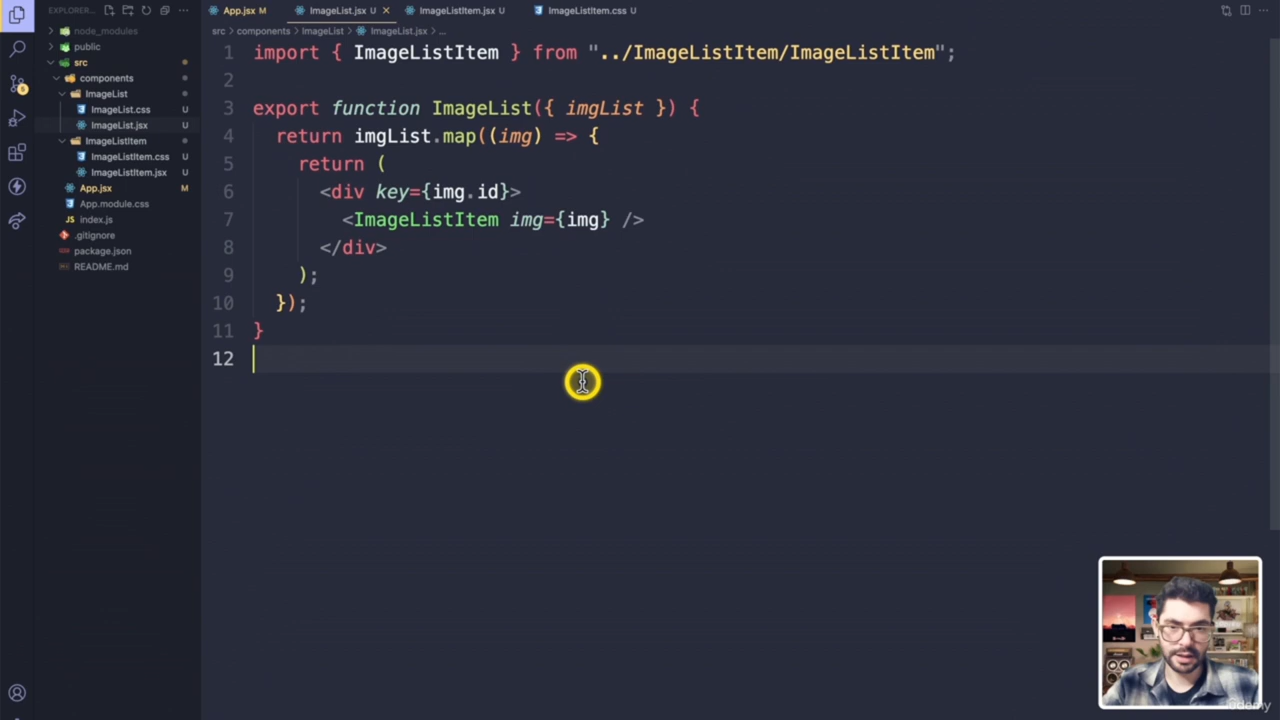 EXPLORER...
App.jsx M
ImageList.jsx U
ImageListItem.jsx U
ImageListItem.css U
src > components > ImageList > ImageList.jsx > ...
node_modules
public
src
components
ImageList
ImageList.css U
ImageList.jsx U
ImageListItem
ImageListItem.css U
ImageListItem.jsx U
App.jsx M
App.module.css
JS index.js
.gitignore
package.json
README.md
1 import { ImageListItem } from "../ImageListItem/ImageListItem";
2
3 export function ImageList({ imgList }) {
4 return imgList.map((img) => {
5 return (
6 <div key={img.id}>
7 <ImageListItem img={img} />
8 </div>
9 );
10 });
11 }
12
ûdemy